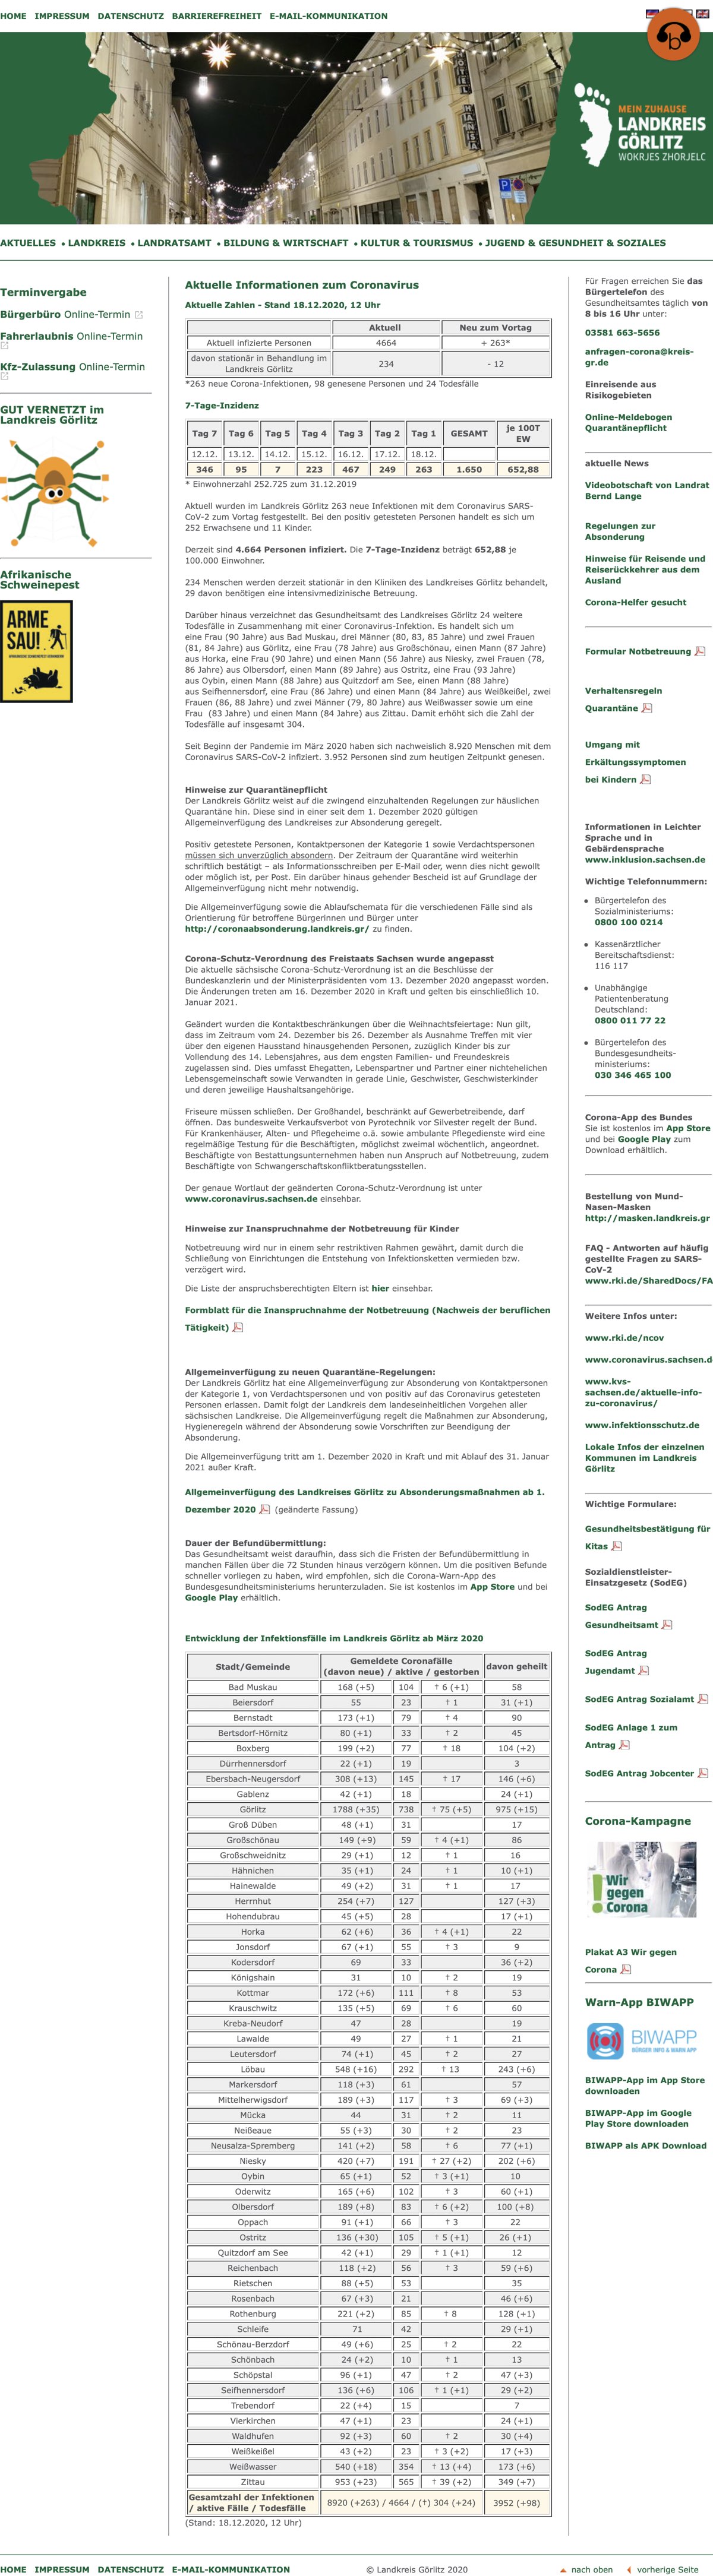 HOME IMPRESSUM DATENSCHUTZ BARRIEREFREIHEIT E-MAIL-KOMMUNIKATION
MEIN ZUHAUSE
LANDKREIS
GÖRLITZ
WOKRJES ZHORJELC
AKTUELLES • LANDKREIS • LANDRATSAMT • BILDUNG & WIRTSCHAFT • KULTUR & TOURISMUS • JUGEND & GESUNDHEIT & SOZIALES
Terminvergabe
Bürgerbüro Online-Termin
Fahrerlaubnis Online-Termin
Kfz-Zulassung Online-Termin
GUT VERNETZT im
Landkreis Görlitz
Afrikanische
Schweinepest
ARME
SAU!
Aktuelle Informationen zum Coronavirus
Aktuelle Zahlen - Stand 18.12.2020, 12 Uhr
Aktuell Neu zum Vortag
Aktuell infizierte Personen 4664 + 263*
davon stationär in Behandlung im
Landkreis Görlitz 234 - 12
*263 neue Corona-Infektionen, 98 genesene Personen und 24 Todesfälle
7-Tage-Inzidenz
Tag 7 Tag 6 Tag 5 Tag 4 Tag 3 Tag 2 Tag 1 GESAMT je 100T
EW
12.12. 13.12. 14.12. 15.12. 16.12. 17.12. 18.12.
346 95 7 223 467 249 263 1.650 652,88
* Einwohnerzahl 252.725 zum 31.12.2019
Aktuell wurden im Landkreis Görlitz 263 neue Infektionen mit dem Coronavirus SARS-
CoV-2 zum Vortag festgestellt. Bei den positiv getesteten Personen handelt es sich um
252 Erwachsene und 11 Kinder.
Derzeit sind 4.664 Personen infiziert. Die 7-Tage-Inzidenz beträgt 652,88 je
100.000 Einwohner.
234 Menschen werden derzeit stationär in den Kliniken des Landkreises Görlitz behandelt,
29 davon benötigen eine intensivmedizinische Betreuung.
Darüber hinaus verzeichnet das Gesundheitsamt des Landkreises Görlitz 24 weitere
Todesfälle in Zusammenhang mit einer Coronavirus-Infektion. Es handelt sich um
eine Frau (90 Jahre) aus Bad Muskau, drei Männer (80, 83, 85 Jahre) und zwei Frauen
(81, 84 Jahre) aus Görlitz, eine Frau (78 Jahre) aus Großschönau, einen Mann (87 Jahre)
aus Horka, eine Frau (90 Jahre) und einen Mann (56 Jahre) aus Niesky, zwei Frauen (78,
86 Jahre) aus Olbersdorf, einen Mann (89 Jahre) aus Ostritz, eine Frau (93 Jahre)
aus Oybin, einen Mann (88 Jahre) aus Quitzdorf am See, einen Mann (88 Jahre)
aus Seifhennersdorf, eine Frau (86 Jahre) und einen Mann (84 Jahre) aus Weißkeißel, zwei
Frauen (86, 88 Jahre) und zwei Männer (79, 80 Jahre) aus Weißwasser sowie um eine
Frau (83 Jahre) und einen Mann (84 Jahre) aus Zittau. Damit erhöht sich die Zahl der
Todesfälle auf insgesamt 304.
Seit Beginn der Pandemie im März 2020 haben sich nachweislich 8.920 Menschen mit dem
Coronavirus SARS-CoV-2 infiziert. 3.952 Personen sind zum heutigen Zeitpunkt genesen.
Hinweise zur Quarantänepflicht
Der Landkreis Görlitz weist auf die zwingend einzuhaltenden Regelungen zur häuslichen
Quarantäne hin. Diese sind in einer seit dem 1. Dezember 2020 gültigen
Allgemeinverfügung des Landkreises zur Absonderung geregelt.
Positiv getestete Personen, Kontaktpersonen der Kategorie 1 sowie Verdachtspersonen
müssen sich unverzüglich absondern. Der Zeitraum der Quarantäne wird weiterhin
schriftlich bestätigt – als Informationsschreiben per E-Mail oder, wenn dies nicht gewollt
oder möglich ist, per Post. Ein darüber hinaus gehender Bescheid ist auf Grundlage der
Allgemeinverfügung nicht mehr notwendig.
Die Allgemeinverfügung sowie die Ablaufschemata für die verschiedenen Fälle sind als
Orientierung für betroffene Bürgerinnen und Bürger unter
http://coronaabsonderung.landkreis.gr/ zu finden.
Corona-Schutz-Verordnung des Freistaats Sachsen wurde angepasst
Die aktuelle sächsische Corona-Schutz-Verordnung ist an die Beschlüsse der
Bundeskanzlerin und der Ministerpräsidenten vom 13. Dezember 2020 angepasst worden.
Die Änderungen treten am 16. Dezember 2020 in Kraft und gelten bis einschließlich 10.
Januar 2021.
Geändert wurden die Kontaktbeschränkungen über die Weihnachtsfeiertage: Nun gilt,
dass im Zeitraum vom 24. Dezember bis 26. Dezember als Ausnahme Treffen mit vier
über den eigenen Hausstand hinausgehenden Personen, zuzüglich Kinder bis zur
Vollendung des 14. Lebensjahres, aus dem engsten Familien- und Freundeskreis
zugelassen sind. Dies umfasst Ehegatten, Lebenspartner und Partner einer nichtehelichen
Lebensgemeinschaft sowie Verwandten in gerade Linie, Geschwister, Geschwisterkinder
und deren jeweilige Haushaltsangehörige.
Friseure müssen schließen. Der Großhandel, beschränkt auf Gewerbetreibende, darf
öffnen. Das bundesweite Verkaufsverbot von Pyrotechnik vor Silvester regelt der Bund.
Für Krankenhäuser, Alten- und Pflegeheime o.ä. sowie ambulante Pflegedienste wird eine
regelmäßige Testung für die Beschäftigten, möglichst zweimal wöchentlich, angeordnet.
Beschäftigte von Bestattungsunternehmen haben nun Anspruch auf Notbetreuung, zudem
Beschäftigte von Schwangerschaftskonfliktberatungsstellen.
Der genaue Wortlaut der geänderten Corona-Schutz-Verordnung ist unter
www.coronavirus.sachsen.de einsehbar.
Hinweise zur Inanspruchnahme der Notbetreuung für Kinder
Notbetreuung wird nur in einem sehr restriktiven Rahmen gewährt, damit durch die
Schließung von Einrichtungen die Entstehung von Infektionsketten vermieden bzw.
verzögert wird.
Die Liste der anspruchsberechtigten Eltern ist hier einsehbar.
Formblatt für die Inanspruchnahme der Notbetreuung (Nachweis der beruflichen
Tätigkeit)
Allgemeinverfügung zu neuen Quarantäne-Regelungen:
Der Landkreis Görlitz hat eine Allgemeinverfügung zur Absonderung von Kontaktpersonen
der Kategorie 1, von Verdachtspersonen und von positiv auf das Coronavirus getesteten
Personen erlassen. Damit folgt der Landkreis dem landeseinheitlichen Vorgehen aller
sächsischen Landkreise. Die Allgemeinverfügung regelt die Maßnahmen zur Absonderung,
Hygieneregeln während der Absonderung sowie Vorschriften zur Beendigung der
Absonderung.
Die Allgemeinverfügung tritt am 1. Dezember 2020 in Kraft und mit Ablauf des 31. Januar
2021 außer Kraft.
Allgemeinverfügung des Landkreises Görlitz zu Absonderungsmaßnahmen ab 1.
Dezember 2020 (geänderte Fassung)
Dauer der Befundübermittlung:
Das Gesundheitsamt weist daraufhin, dass sich die Fristen der Befundübermittlung in
manchen Fällen über die 72 Stunden hinaus verzögern können. Um die positiven Befunde
schneller vorliegen zu haben, wird empfohlen, sich die Corona-Warn-App des
Bundesgesundheitsministeriums herunterzuladen. Sie ist kostenlos im App Store und bei
Google Play erhältlich.
Entwicklung der Infektionsfälle im Landkreis Görlitz ab März 2020
Stadt/Gemeinde Gemeldete Coronafälle
(davon neue) / aktive / gestorben davon geheilt
Bad Muskau 168 (+5) 104 † 6 (+1) 58
Beiersdorf 55 23 † 1 31 (+1)
Bernstadt 173 (+1) 79 † 4 90
Bertsdorf-Hörnitz 80 (+1) 33 † 2 45
Boxberg 199 (+2) 77 † 18 104 (+2)
Dürrhennersdorf 22 (+1) 19 3
Ebersbach-Neugersdorf 308 (+13) 145 † 17 146 (+6)
Gablenz 42 (+1) 18 24 (+1)
Görlitz 1788 (+35) 738 † 75 (+5) 975 (+15)
Groß Düben 48 (+1) 31 17
Großschönau 149 (+9) 59 † 4 (+1) 86
Großschweidnitz 29 (+1) 12 † 1 16
Hähnichen 35 (+1) 24 † 1 10 (+1)
Hainewalde 49 (+2) 31 † 1 17
Herrnhut 254 (+7) 127 127 (+3)
Hohendubrau 45 (+5) 28 17 (+1)
Horka 62 (+6) 36 † 4 (+1) 22
Jonsdorf 67 (+1) 55 † 3 9
Kodersdorf 69 33 36 (+2)
Königshain 31 10 † 2 19
Kottmar 172 (+6) 111 † 8 53
Krauschwitz 135 (+5) 69 † 6 60
Kreba-Neudorf 47 28 19
Lawalde 49 27 † 1 21
Leutersdorf 74 (+1) 45 † 2 27
Löbau 548 (+16) 292 † 13 243 (+6)
Markersdorf 118 (+3) 61 57
Mittelherwigsdorf 189 (+3) 117 † 3 69 (+3)
Mücka 44 31 † 2 11
Neißeaue 55 (+3) 30 † 2 23
Neusalza-Spremberg 141 (+2) 58 † 6 77 (+1)
Niesky 420 (+7) 191 † 27 (+2) 202 (+6)
Oybin 65 (+1) 52 † 3 (+1) 10
Oderwitz 165 (+6) 102 † 3 60 (+1)
Olbersdorf 189 (+8) 83 † 6 (+2) 100 (+8)
Oppach 91 (+1) 66 † 3 22
Ostritz 136 (+30) 105 † 5 (+1) 26 (+1)
Quitzdorf am See 42 (+1) 29 † 1 (+1) 12
Reichenbach 118 (+2) 56 † 3 59 (+6)
Rietschen 88 (+5) 53 35
Rosenbach 67 (+3) 21 46 (+6)
Rothenburg 221 (+2) 85 † 8 128 (+1)
Schleife 71 42 29 (+1)
Schönau-Berzdorf 49 (+6) 25 † 2 22
Schönbach 24 (+2) 10 † 1 13
Schöpstal 96 (+1) 47 † 2 47 (+3)
Seifhennersdorf 136 (+6) 106 † 1 (+1) 29 (+2)
Trebendorf 22 (+4) 15 7
Vierkirchen 47 (+1) 23 24 (+1)
Waldhufen 92 (+3) 60 † 2 30 (+4)
Weißkeißel 43 (+2) 23 † 3 (+2) 17 (+3)
Weißwasser 540 (+18) 354 † 13 (+4) 173 (+6)
Zittau 953 (+23) 565 † 39 (+2) 349 (+7)
Gesamtzahl der Infektionen
/ aktive Fälle / Todesfälle 8920 (+263) / 4664 / (†) 304 (+24) 3952 (+98)
(Stand: 18.12.2020, 12 Uhr)
Für Fragen erreichen Sie das
Bürgertelefon des
Gesundheitsamtes täglich von
8 bis 16 Uhr unter:
03581 663-5656
anfragen-corona@kreis-
gr.de
Einreisende aus
Risikogebieten
Online-Meldebogen
Quarantänepflicht
aktuelle News
Videobotschaft von Landrat
Bernd Lange
Regelungen zur
Absonderung
Hinweise für Reisende und
Reiserückkehrer aus dem
Ausland
Corona-Helfer gesucht
Formular Notbetreuung
Verhaltensregeln
Quarantäne
Umgang mit
Erkältungssymptomen
bei Kindern
Informationen in Leichter
Sprache und in
Gebärdensprache
www.inklusion.sachsen.de
Wichtige Telefonnummern:
• Bürgertelefon des
Sozialministeriums:
0800 100 0214
• Kassenärztlicher
Bereitschaftsdienst:
116 117
• Unabhängige
Patientenberatung
Deutschland:
0800 011 77 22
• Bürgertelefon des
Bundesgesundheits-
ministeriums:
030 346 465 100
Corona-App des Bundes
Sie ist kostenlos im App Store
und bei Google Play zum
Download erhältlich.
Bestellung von Mund-
Nasen-Masken
http://masken.landkreis.gr
FAQ - Antworten auf häufig
gestellte Fragen zu SARS-
CoV-2
www.rki.de/SharedDocs/FA
Weitere Infos unter:
www.rki.de/ncov
www.coronavirus.sachsen.d
www.kvs-
sachsen.de/aktuelle-info-
zu-coronavirus/
www.infektionsschutz.de
Lokale Infos der einzelnen
Kommunen im Landkreis
Görlitz
Wichtige Formulare:
Gesundheitsbestätigung für
Kitas
Sozialdienstleister-
Einsatzgesetz (SodEG)
SodEG Antrag
Gesundheitsamt
SodEG Antrag
Jugendamt
SodEG Antrag Sozialamt
SodEG Anlage 1 zum
Antrag
SodEG Antrag Jobcenter
Corona-Kampagne
Wir
gegen
Corona
Plakat A3 Wir gegen
Corona
Warn-App BIWAPP
BIWAPP
BÜRGER INFO & WARN APP
BIWAPP-App im App Store
downloaden
BIWAPP-App im Google
Play Store downloaden
BIWAPP als APK Download
HOME IMPRESSUM DATENSCHUTZ E-MAIL-KOMMUNIKATION © Landkreis Görlitz 2020 nach oben vorherige Seite